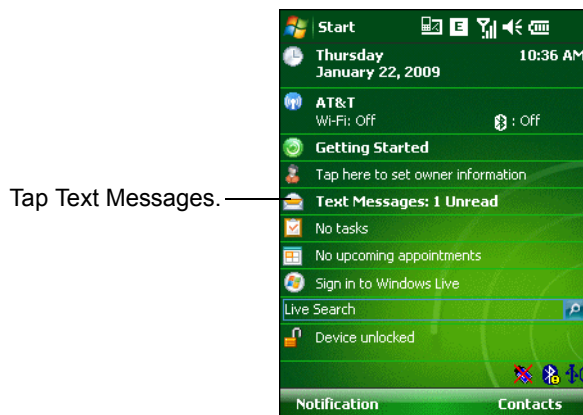 Start E
Thursday 10:36 AM
January 22, 2009
AT&T
Wi-Fi: Off : Off
Getting Started
Tap here to set owner information
Tap Text Messages. Text Messages: 1 Unread
No tasks
No upcoming appointments
Sign in to Windows Live
Live Search
Device unlocked
Notification Contacts